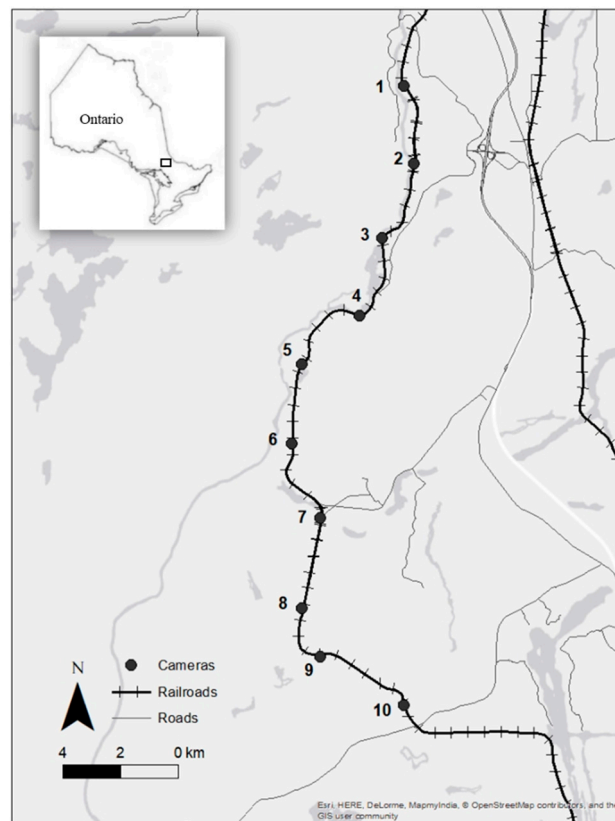 Ontario
1
2
3
4
5
6
7
8
9
10
N
Cameras
Railroads
Roads
4 2 0 km
Esri, HERE, DeLorme, MapmyIndia, © OpenStreetMap contributors, and the
GIS user community